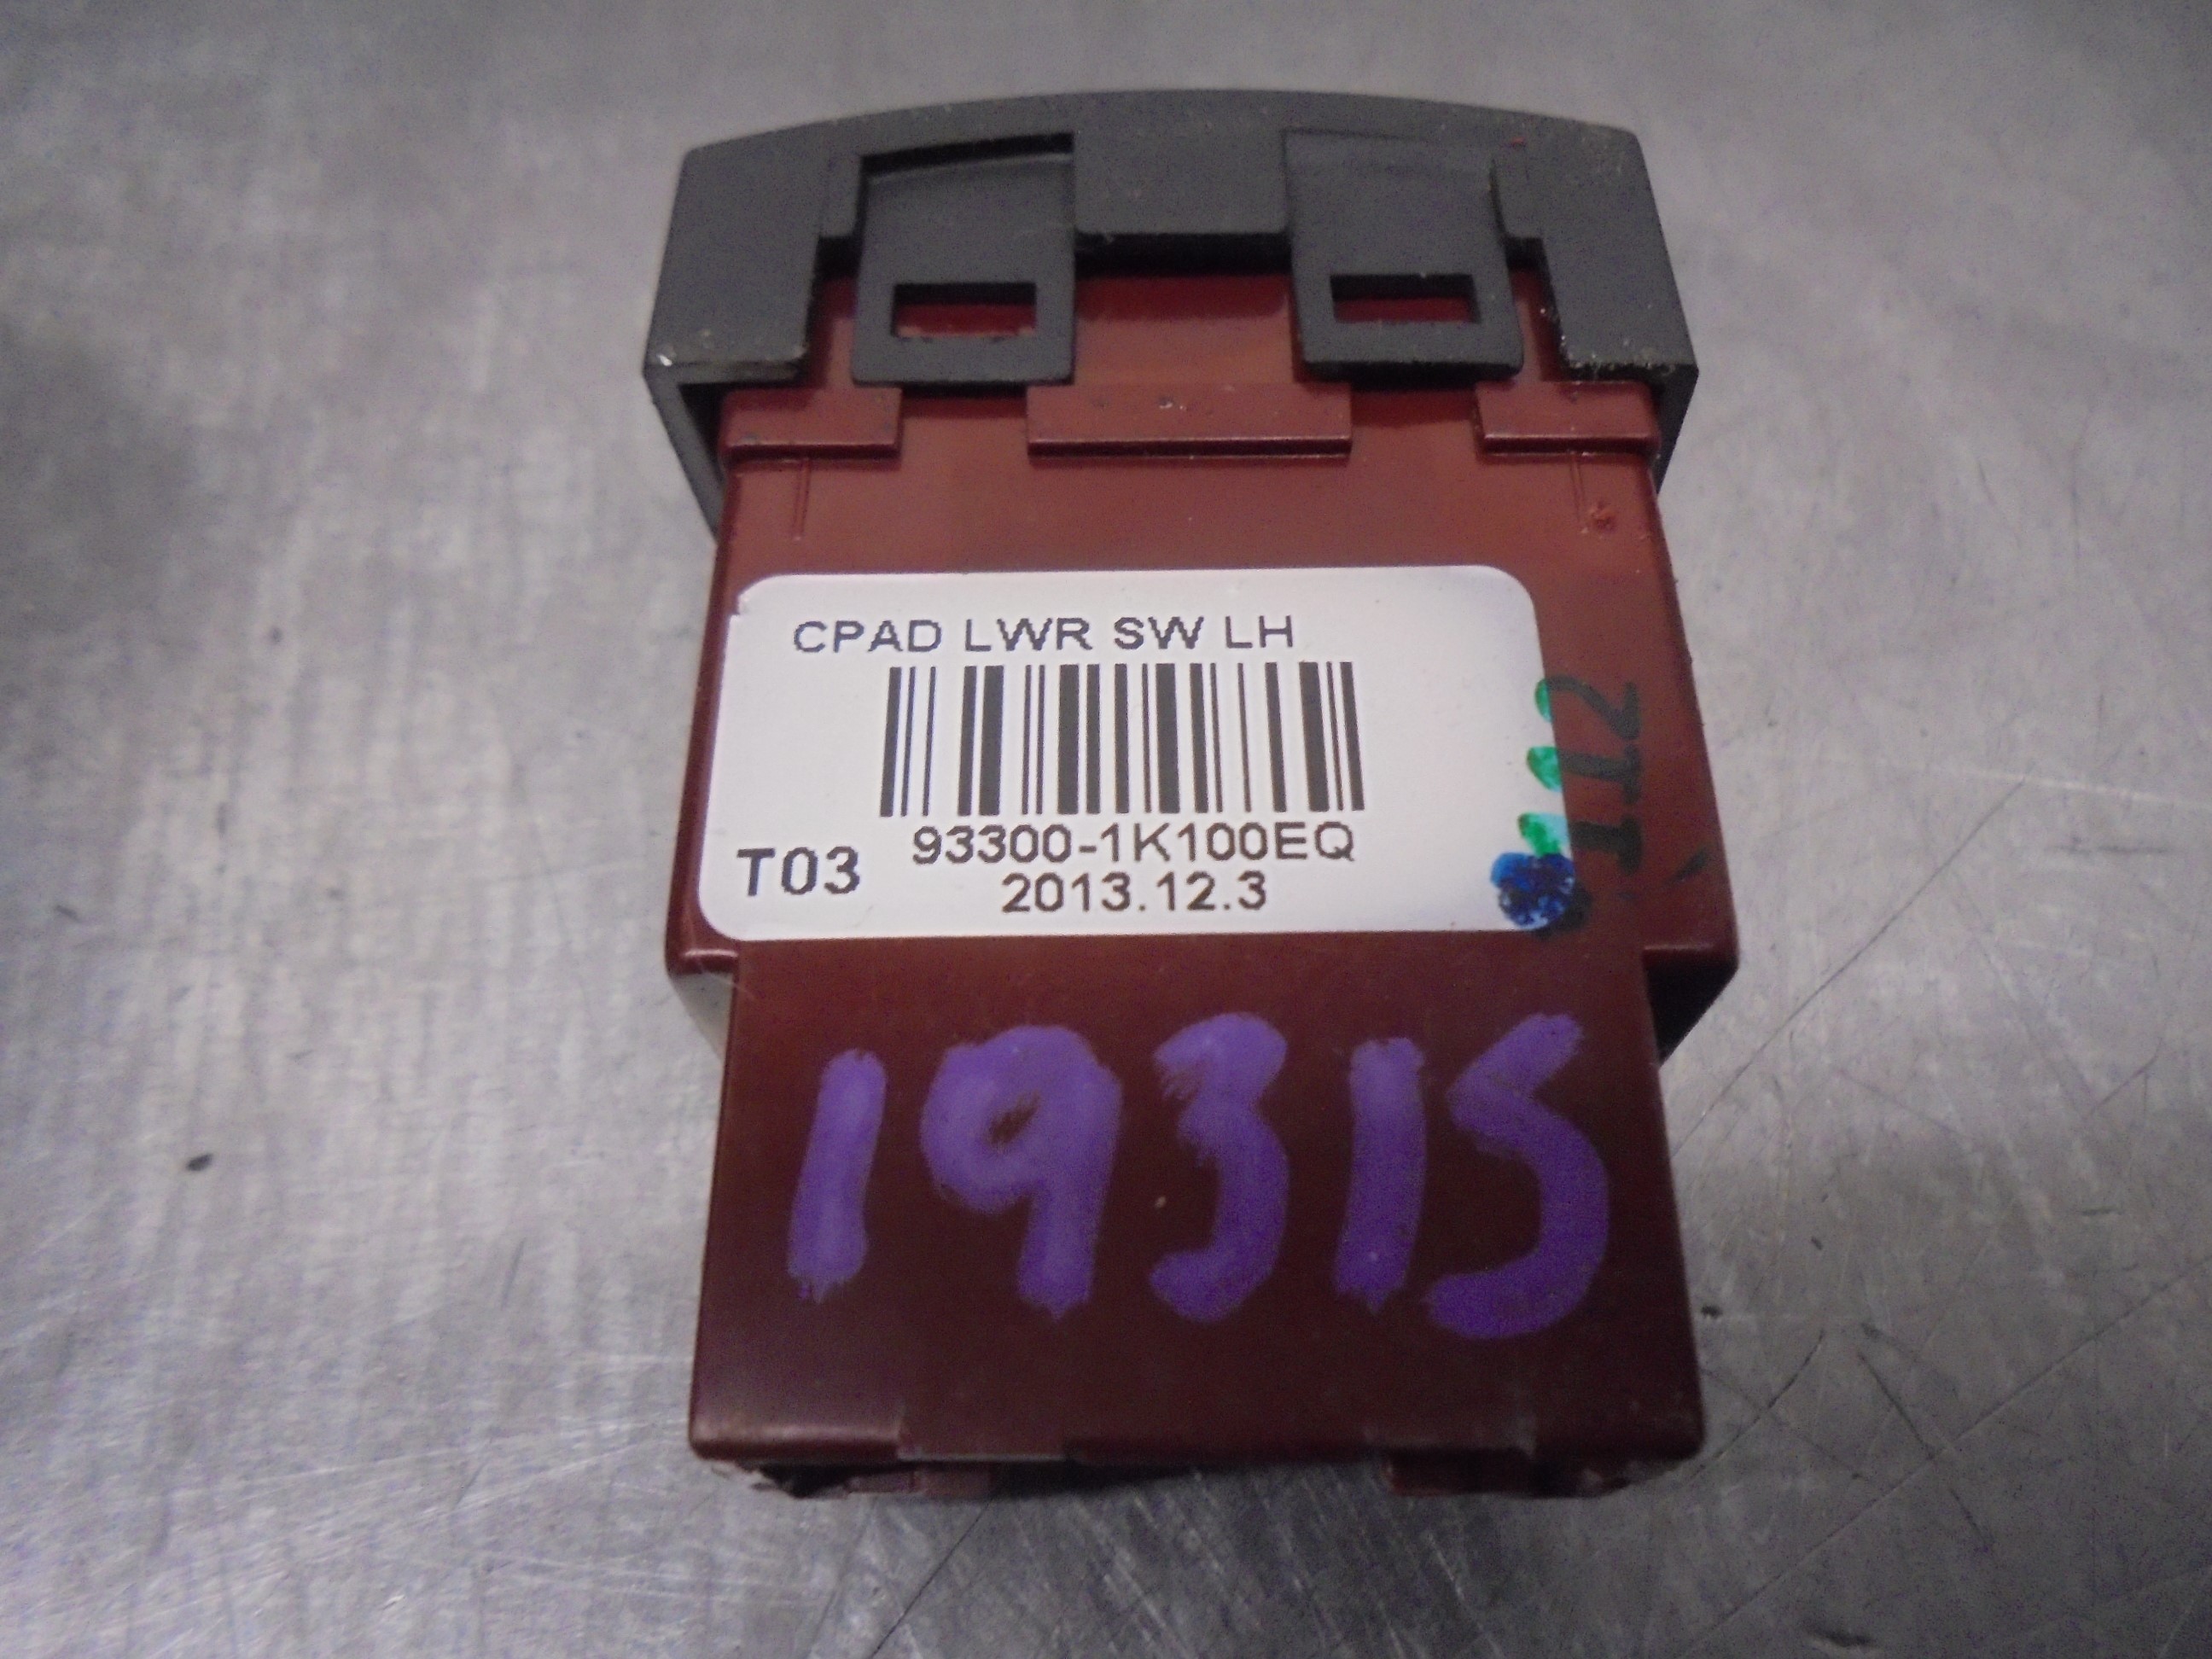 CPAD LWR SW LH
93300-1K100EQ
T03
2013.12.3
19315